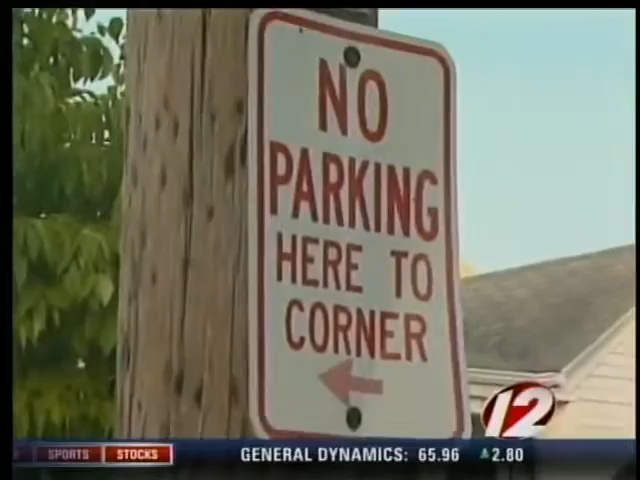 NO
PARKING
HERE TO
CORNER
12
SPORTS STOCKS GENERAL DYNAMICS: 65.96 2.80